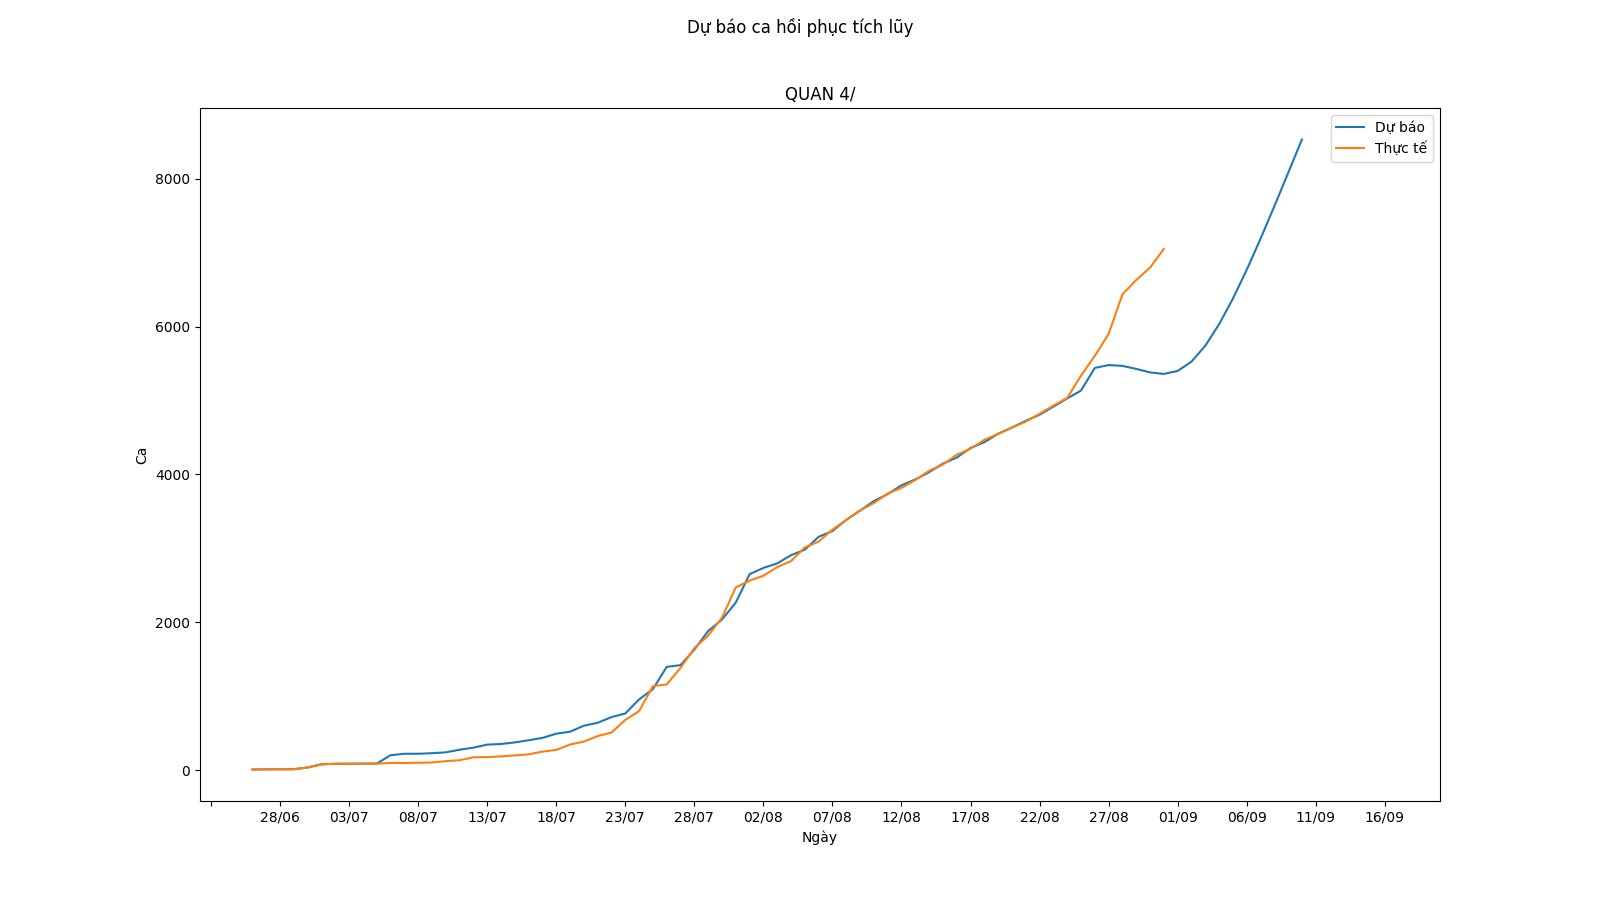 Dự báo ca hồi phục tích lũy
QUAN 4/
Dự báo
Thực tế
8000
6000
4000
2000
0
Ca
28/06 03/07 08/07 13/07 18/07 23/07 28/07 02/08 07/08 12/08 17/08 22/08 27/08 01/09 06/09 11/09 16/09
Ngày